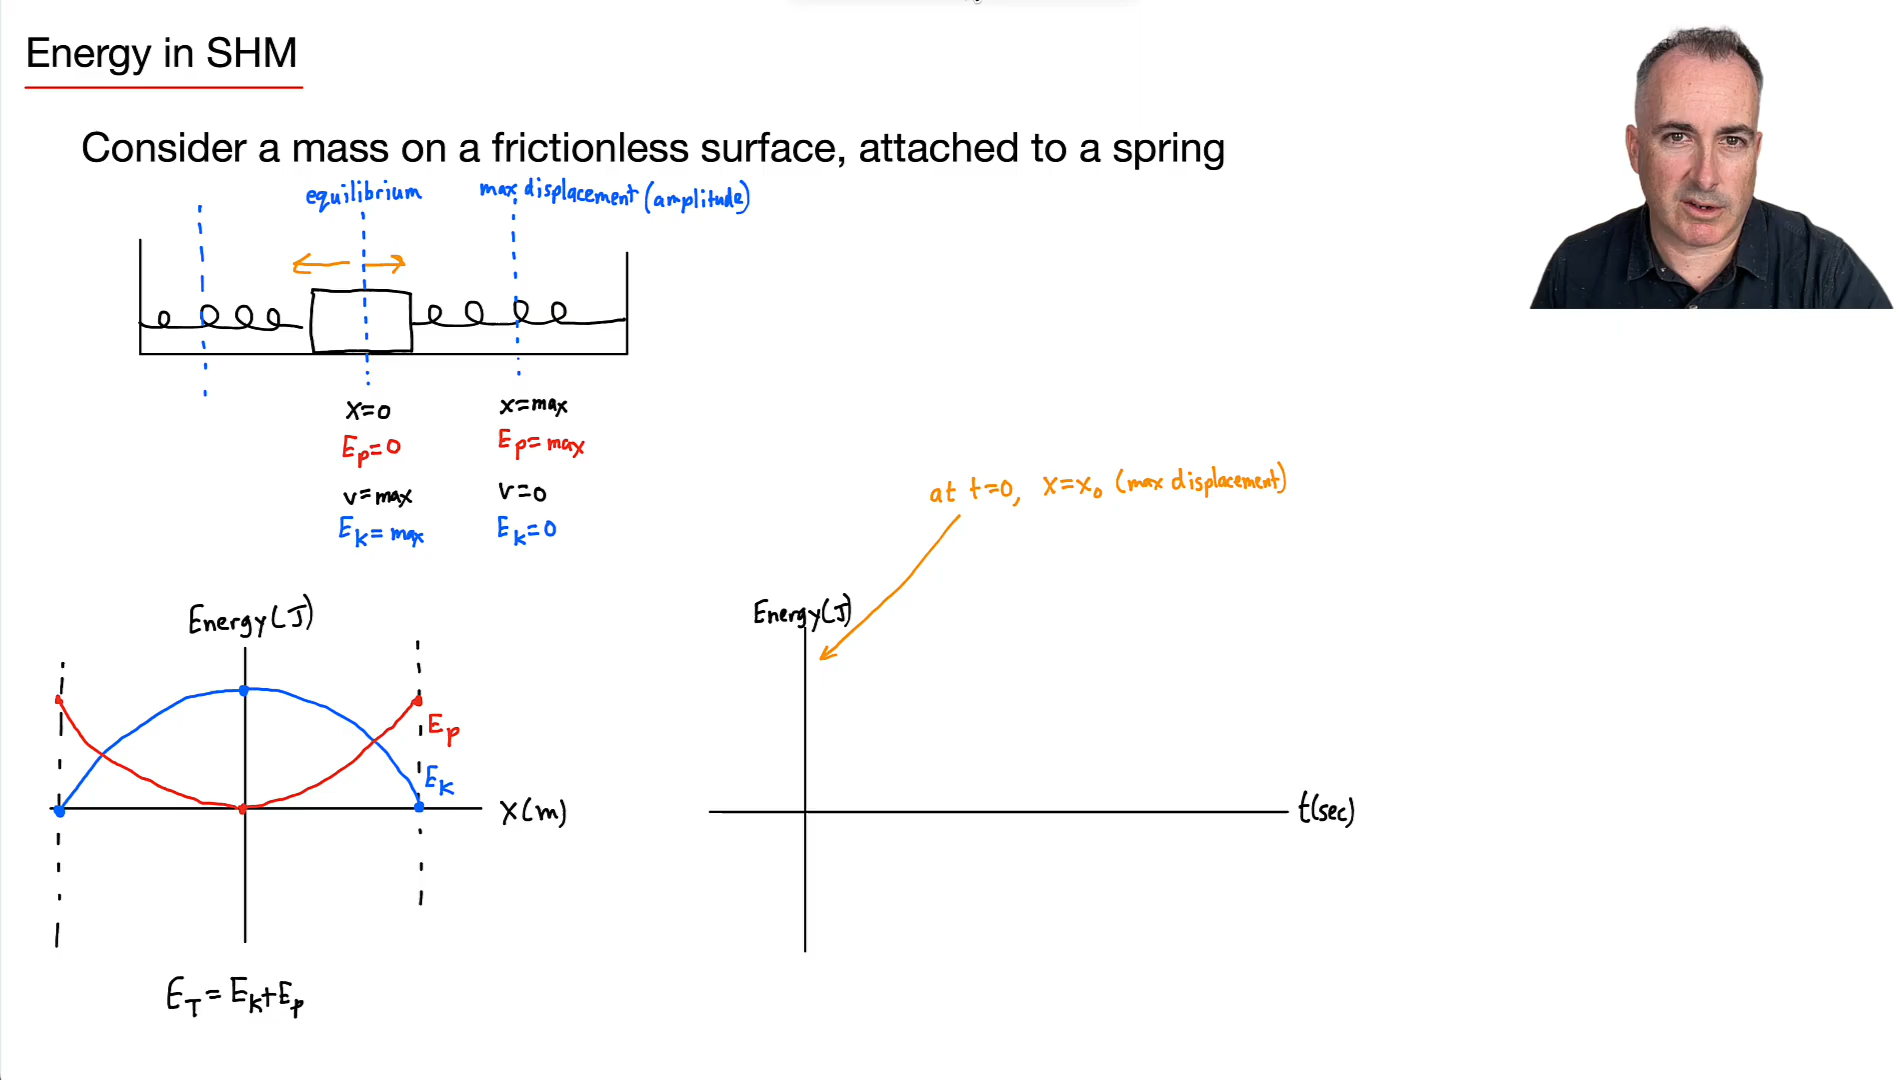 Energy in SHM
Consider a mass on a frictionless surface, attached to a spring
equilibrium
max displacement (amplitude)
x=0
Ep=0
v=max
Ek=max
x=max
Ep=max
v=0
Ek=0
at t=0, x=x₀ (max displacement)
Energy (J)
Ep
Ek
x(m)
ET=Ek+Ep
Energy (J)
t(sec)